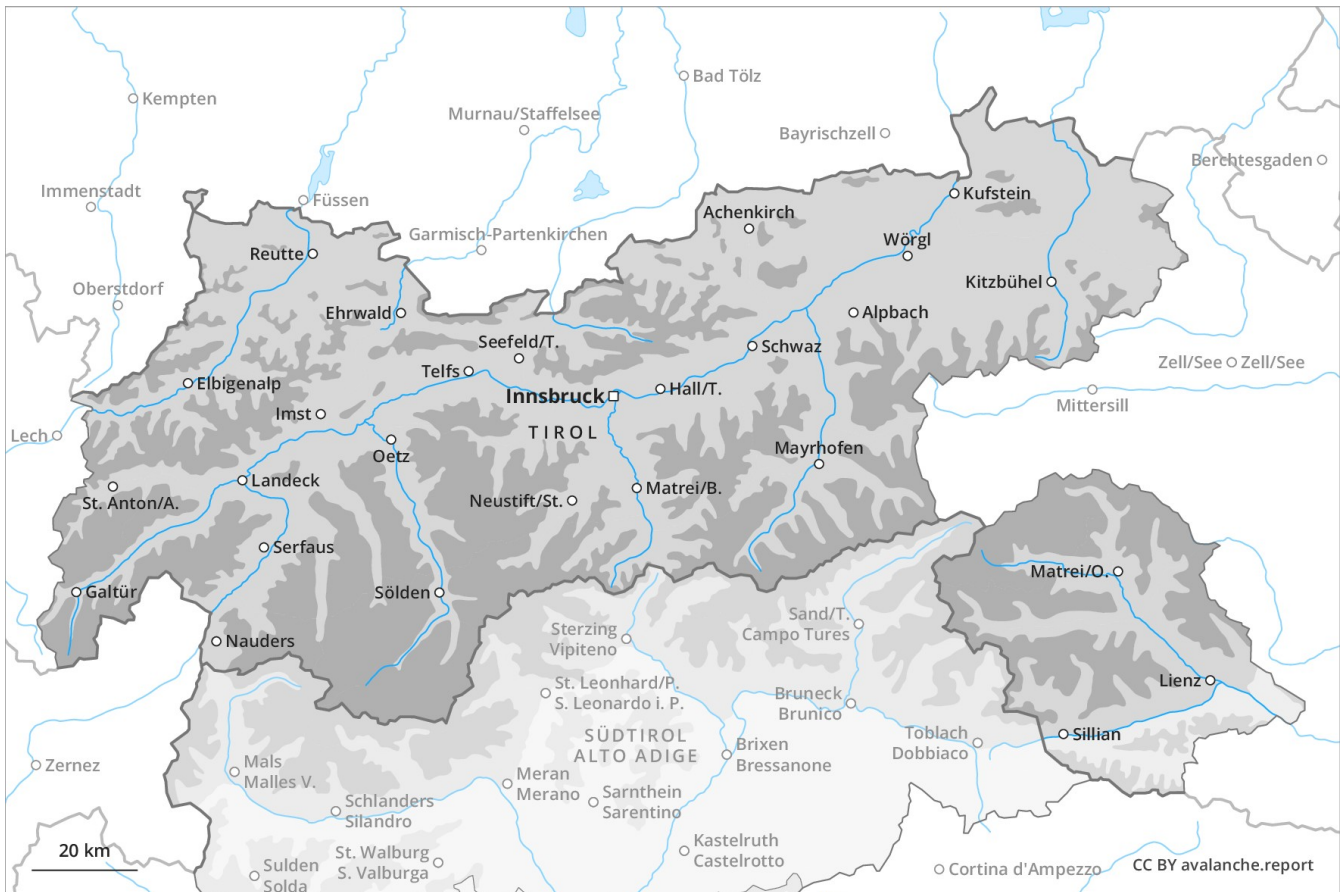 Kempten
Bad Tölz
Murnau/Staffelsee
Bayrischzell
Berchtesgaden
Immenstadt
Füssen
Kufstein
Achenkirch
Garmisch-Partenkirchen
Wörgl
Reutte
Oberstdorf
Kitzbühel
Ehrwald
Alpbach
Seefeld/T.
Schwaz
Telfs
Zell/See
Zell/See
Elbigenalp
Hall/T.
Innsbruck
Mittersill
Imst
Lech
TIROL
Oetz
Mayrhofen
Landeck
Matrei/B.
St. Anton/A.
Neustift/St.
Serfaus
Matrei/O.
Galtür
Sölden
Sand/T.
Campo Tures
Sterzing
Vipiteno
Nauders
Lienz
St. Leonhard/P.
S. Leonardo i. P.
Bruneck
Brunico
Sillian
SÜDTIROL
ALTO ADIGE
Toblach
Dobbiaco
Brixen
Bressanone
Zernez
Mals
Malles V.
Meran
Merano
Schlanders
Silandro
Sarnthein
Sarentino
Kastelruth
Castelrotto
20 km
St. Walburg
S. Valburga
Sulden
Solda
Cortina d'Ampezzo
CC BY avalanche.report